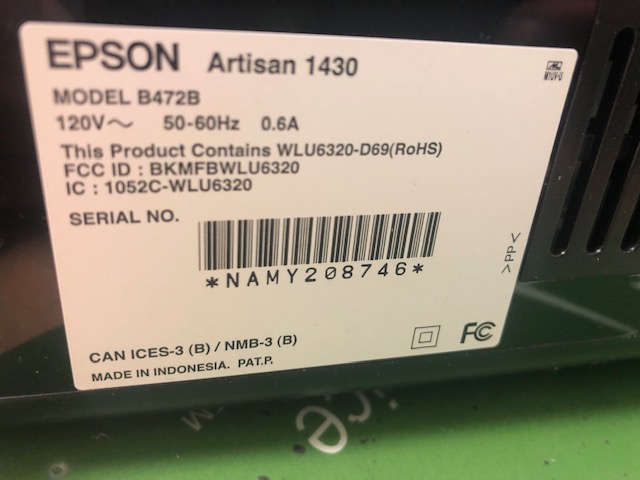 EPSON Artisan 1430
MODEL B472B
120V～ 50-60Hz 0.6A
This Product Contains WLU6320-D69(RoHS)
FCC ID : BKMFBWLU6320
IC : 1052C-WLU6320
SERIAL NO.
*NAMY208746*
>PP<
CAN ICES-3 (B) / NMB-3 (B)
FC
MADE IN INDONESIA. PAT.P.